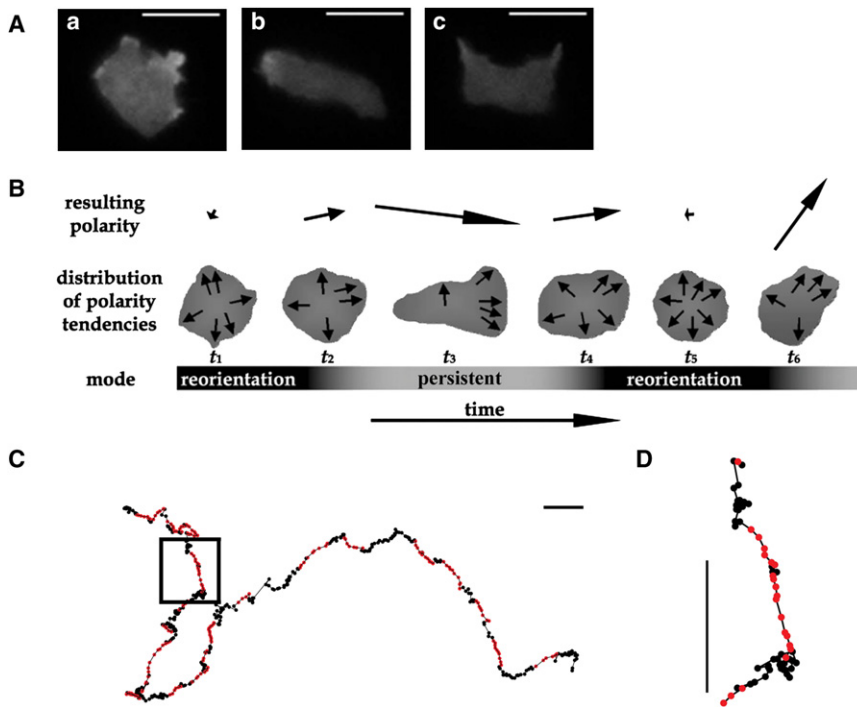 A
a
b
c
B
resulting
polarity
distribution
of polarity
tendencies
t1
t2
t3
t4
t5
t6
mode
reorientation
persistent
reorientation
time
C
D